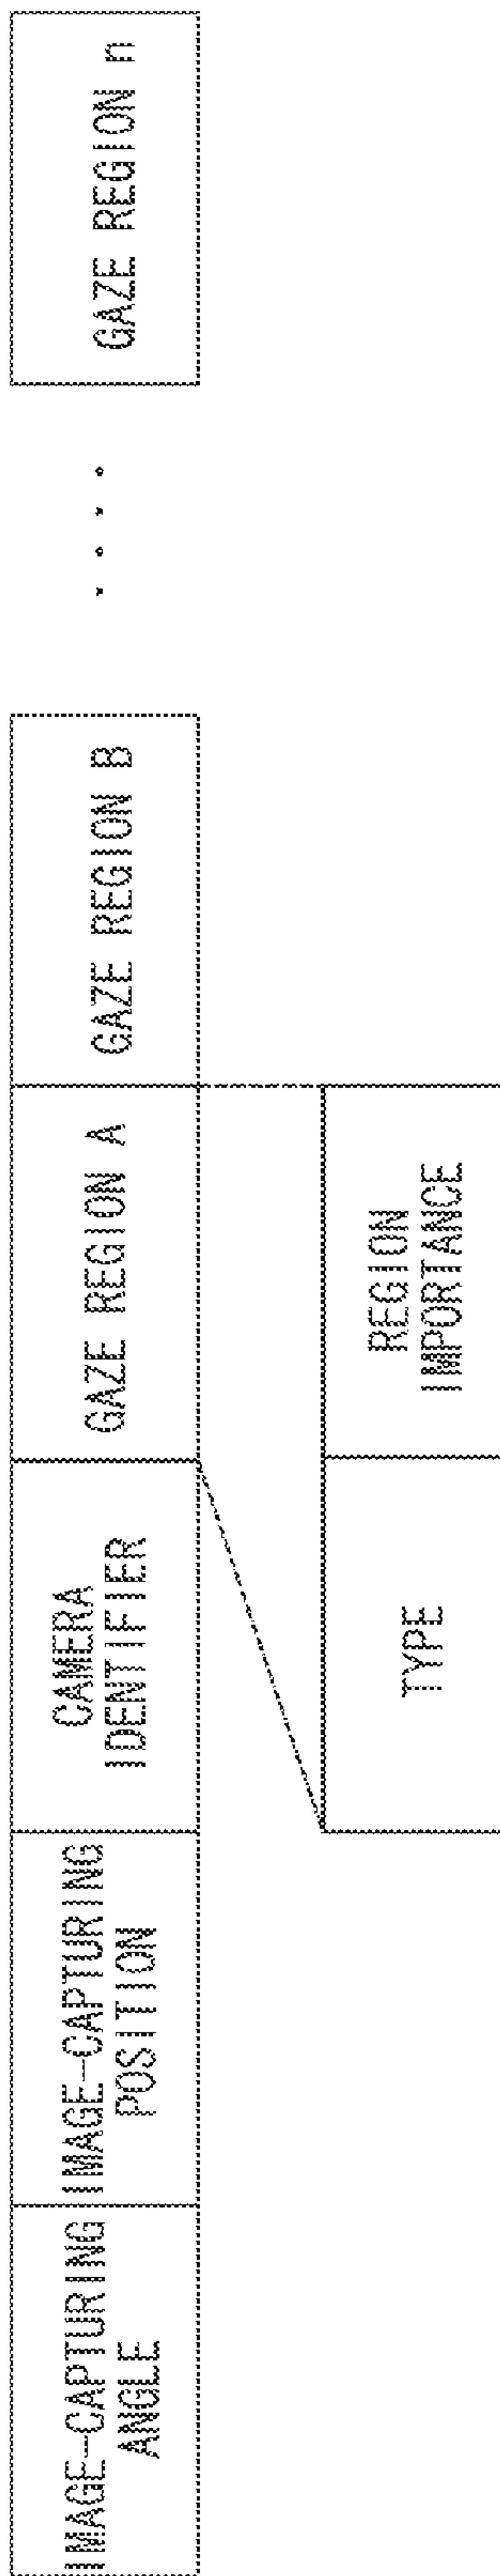 IMAGE-CAPTURING
ANGLE
IMAGE-CAPTURING
POSITION
CAMERA
IDENTIFIER
GAZE REGION A
GAZE REGION B
....
GAZE REGION n
TYPE
REGION
IMPORTANCE